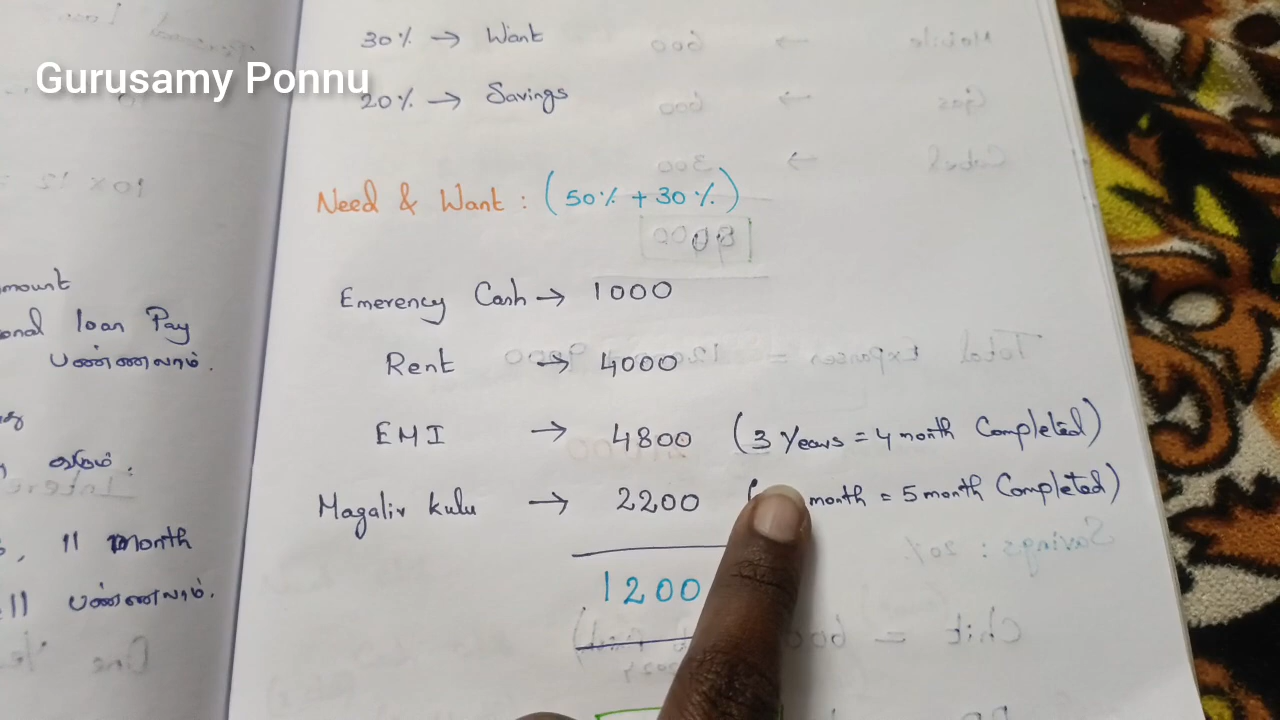 Gurusamy Ponnu
30% → Want
20% → Savings
Need & Want : (50% + 30%)
Emerency Cash → 1000
Rent → 4000
EMI → 4800 (3 Years = 4 month Completed)
Magalir kulu → 2200 ( month = 5 month Completed)
1200
mount
onal loan Pay
பண்ணலாம்.
வரும்.
11 month
11 பண்ணலாம்.